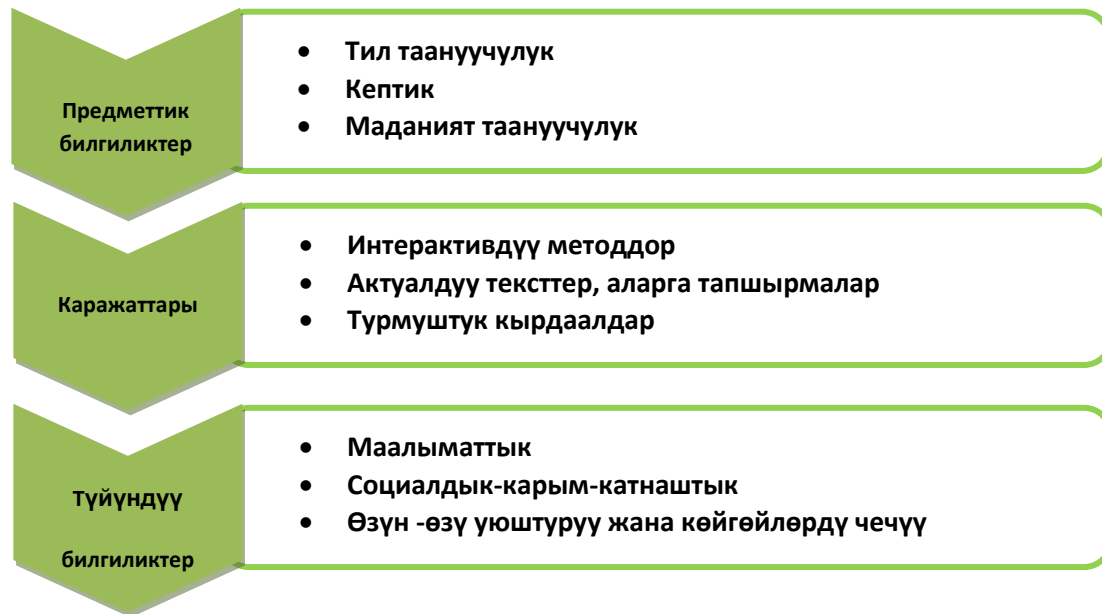 Предметтик
билгиликтер
• Тил таануучулук
• Кептик
• Маданият таануучулук
Каражаттары
• Интерактивдүү методдор
• Актуалдуу тексттер, аларга тапшырмалар
• Турмуштук кырдаалдар
Түйүндүү
билгиликтер
• Маалыматтык
• Социалдык-карым-катнаштык
• Өзүн -өзү уюштуруу жана көйгөйлөрдү чечүү